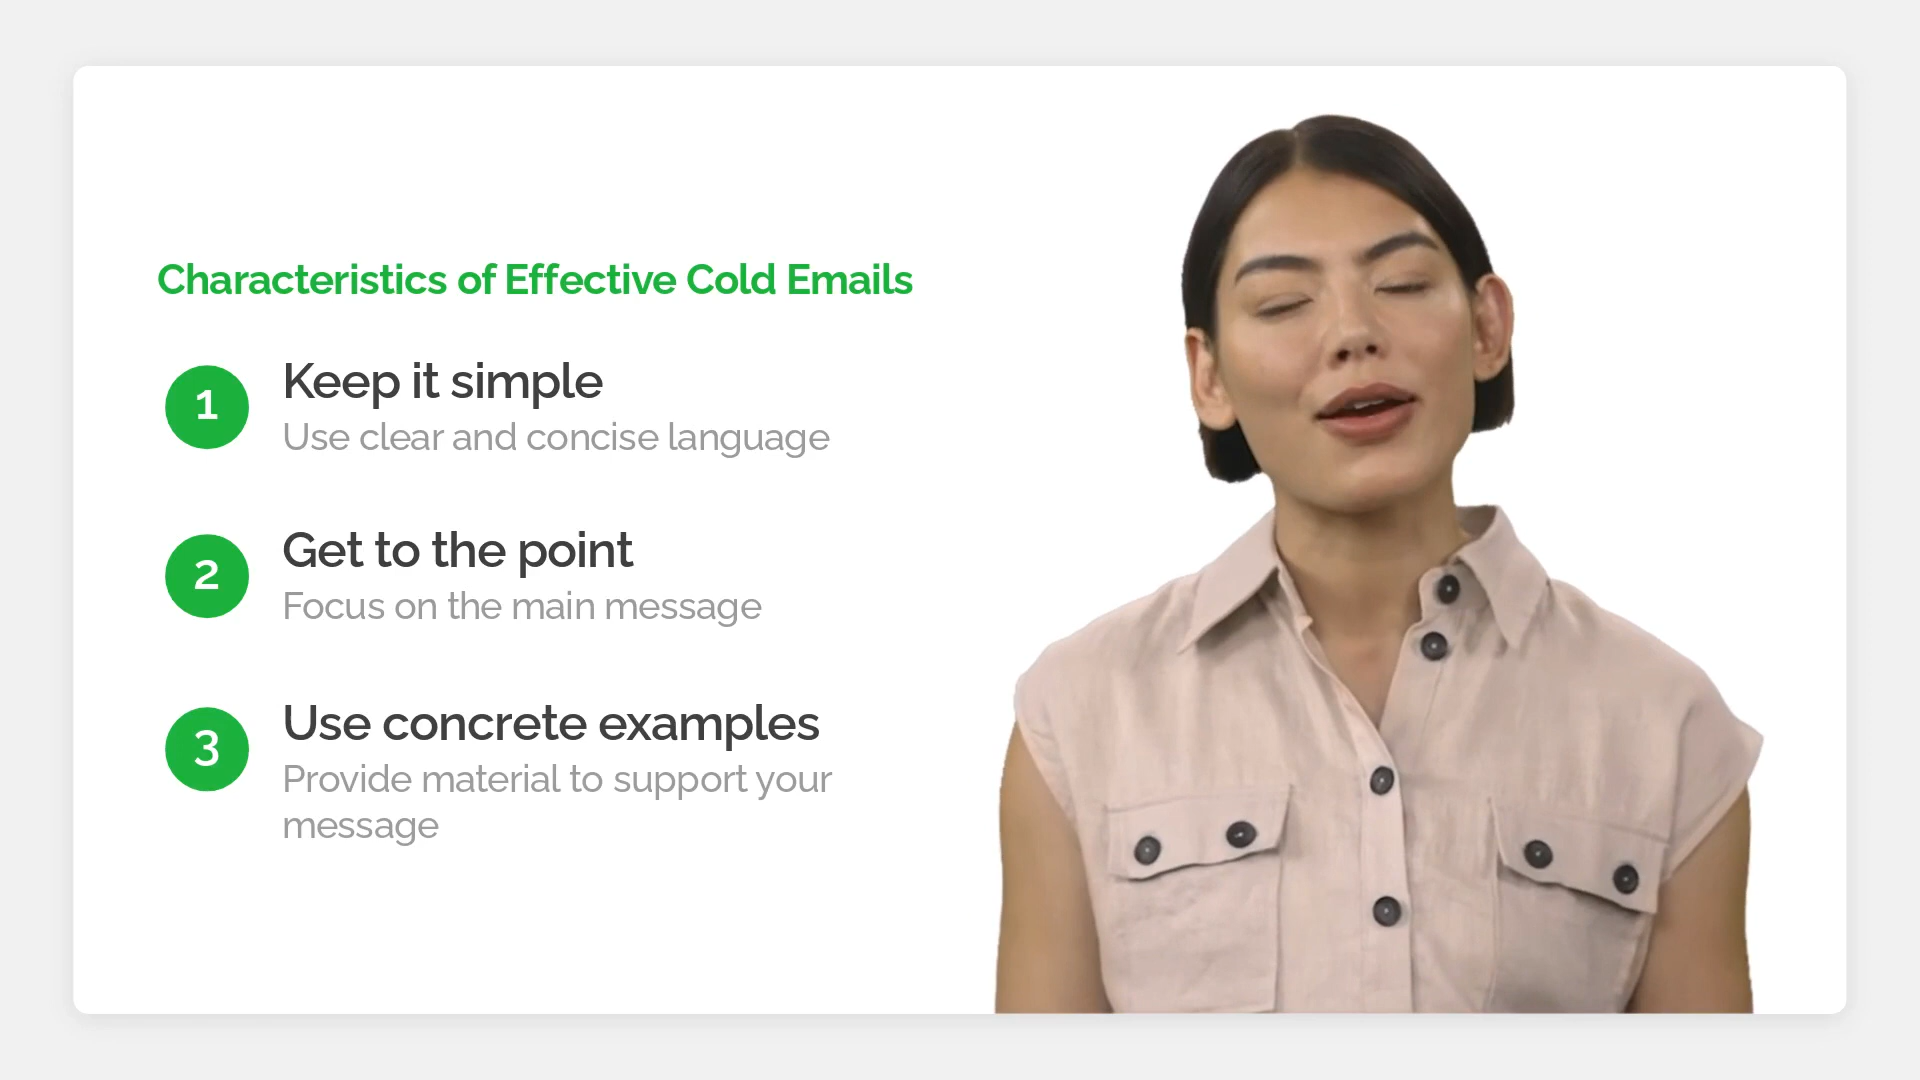 Characteristics of Effective Cold Emails
1
Keep it simple
Use clear and concise language
2
Get to the point
Focus on the main message
3
Use concrete examples
Provide material to support your
message